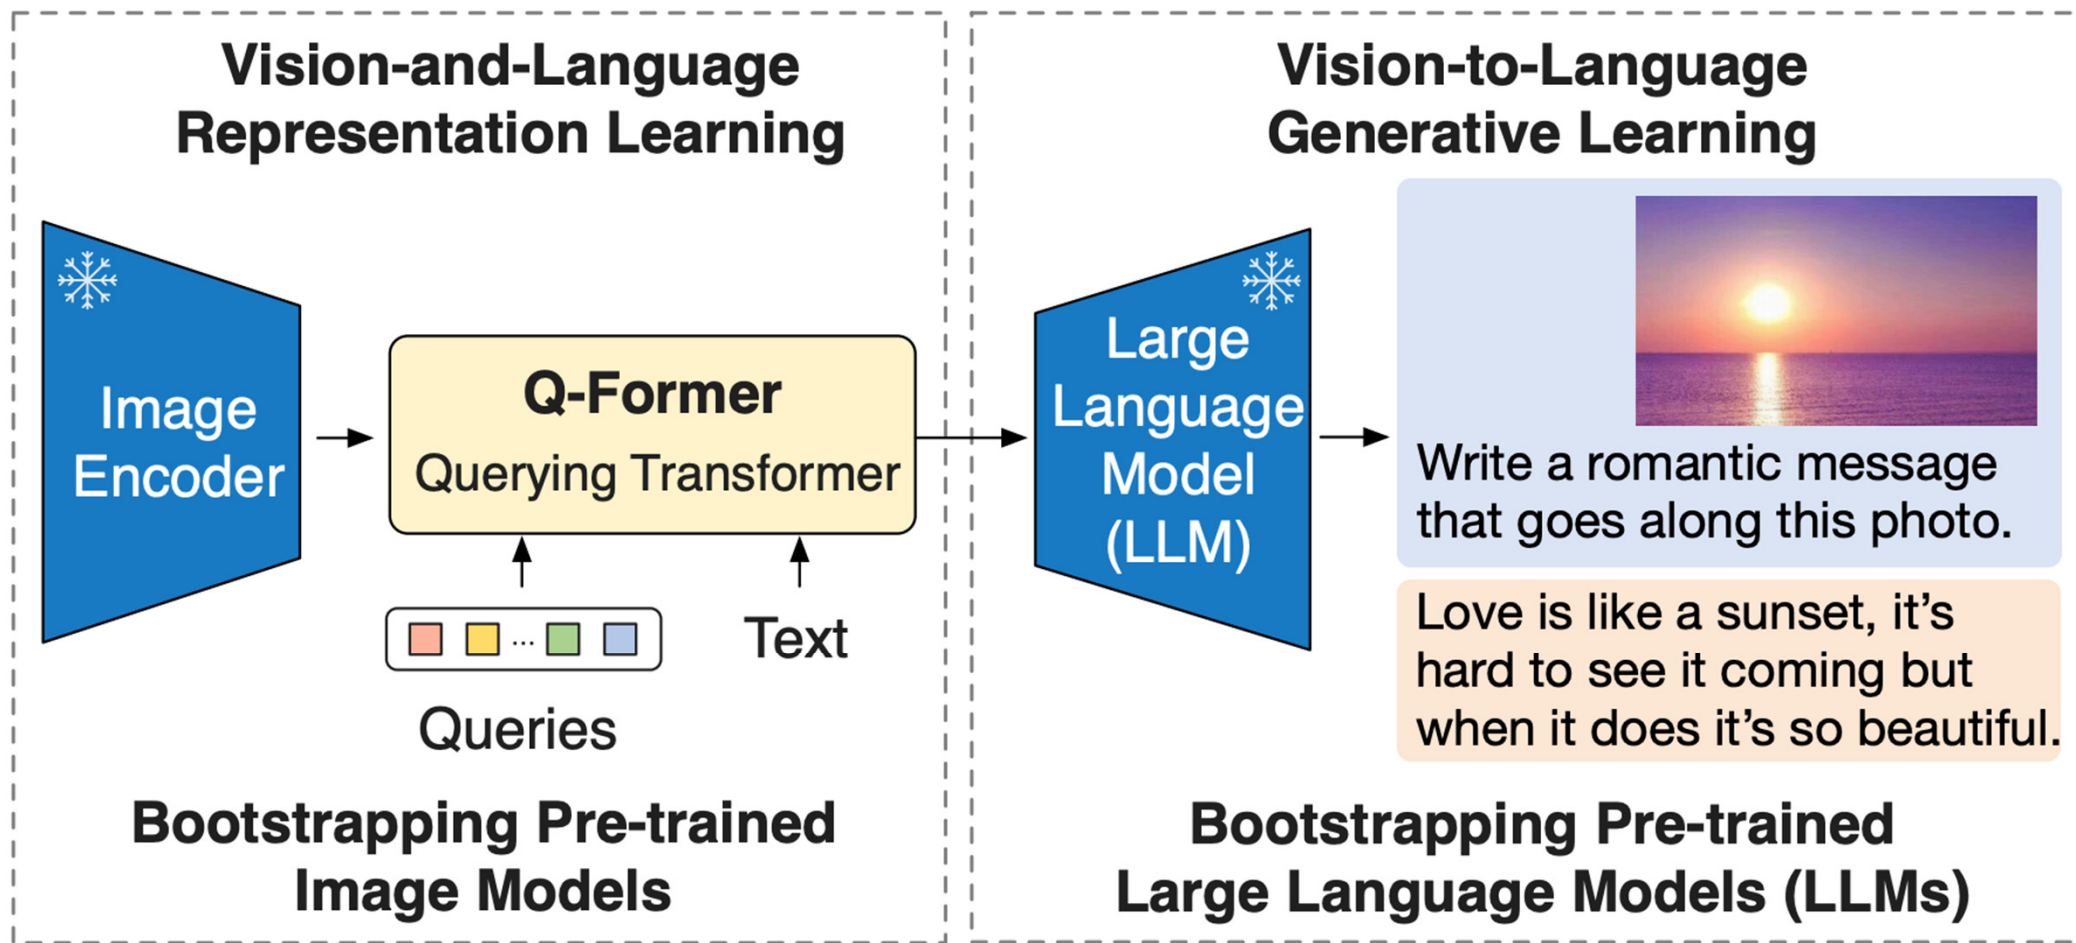 Vision-and-Language
Representation Learning
Image
Encoder
Q-Former
Querying Transformer
...
Queries
Text
Bootstrapping Pre-trained
Image Models
Vision-to-Language
Generative Learning
Large
Language
Model
(LLM)
Write a romantic message
that goes along this photo.
Love is like a sunset, it’s
hard to see it coming but
when it does it’s so beautiful.
Bootstrapping Pre-trained
Large Language Models (LLMs)